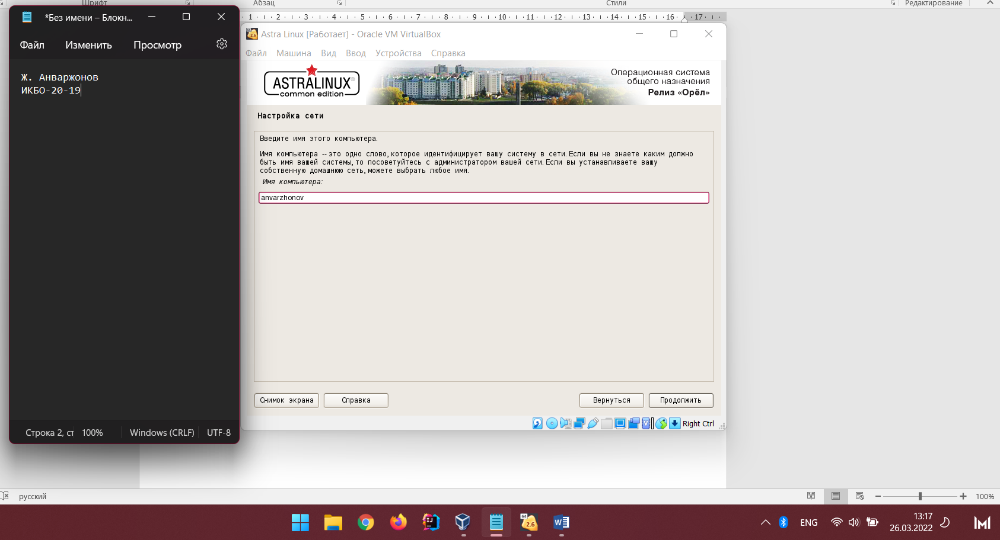 Шрифт
Абзац
Стили
Редактирование
*Без имени – Блокн...
Файл Изменить Просмотр
Ж. Анваржонов
ИКБО-20-19
Строка 2, ст 100% Windows (CRLF) UTF-8
1 2 3 4 5 6 7 8 9 10 11 12 13 14 15 16 17
Astra Linux [Работает] - Oracle VM VirtualBox
Файл Машина Вид Ввод Устройства Справка
ASTRALINUX®
common edition
Операционная система
общего назначения
Релиз «Орёл»
Настройка сети
Введите имя этого компьютера.
Имя компьютера -- это одно слово, которое идентифицирует вашу систему в сети. Если вы не знаете каким должно
быть имя вашей системы, то посоветуйтесь с администратором вашей сети. Если вы устанавливаете вашу
собственную домашнюю сеть, можете выбрать любое имя.
Имя компьютера:
anvarzhonov
Снимок экрана Справка Вернуться Продолжить
Right Ctrl
русский
100%
64
2.6
ENG
13:17
26.03.2022